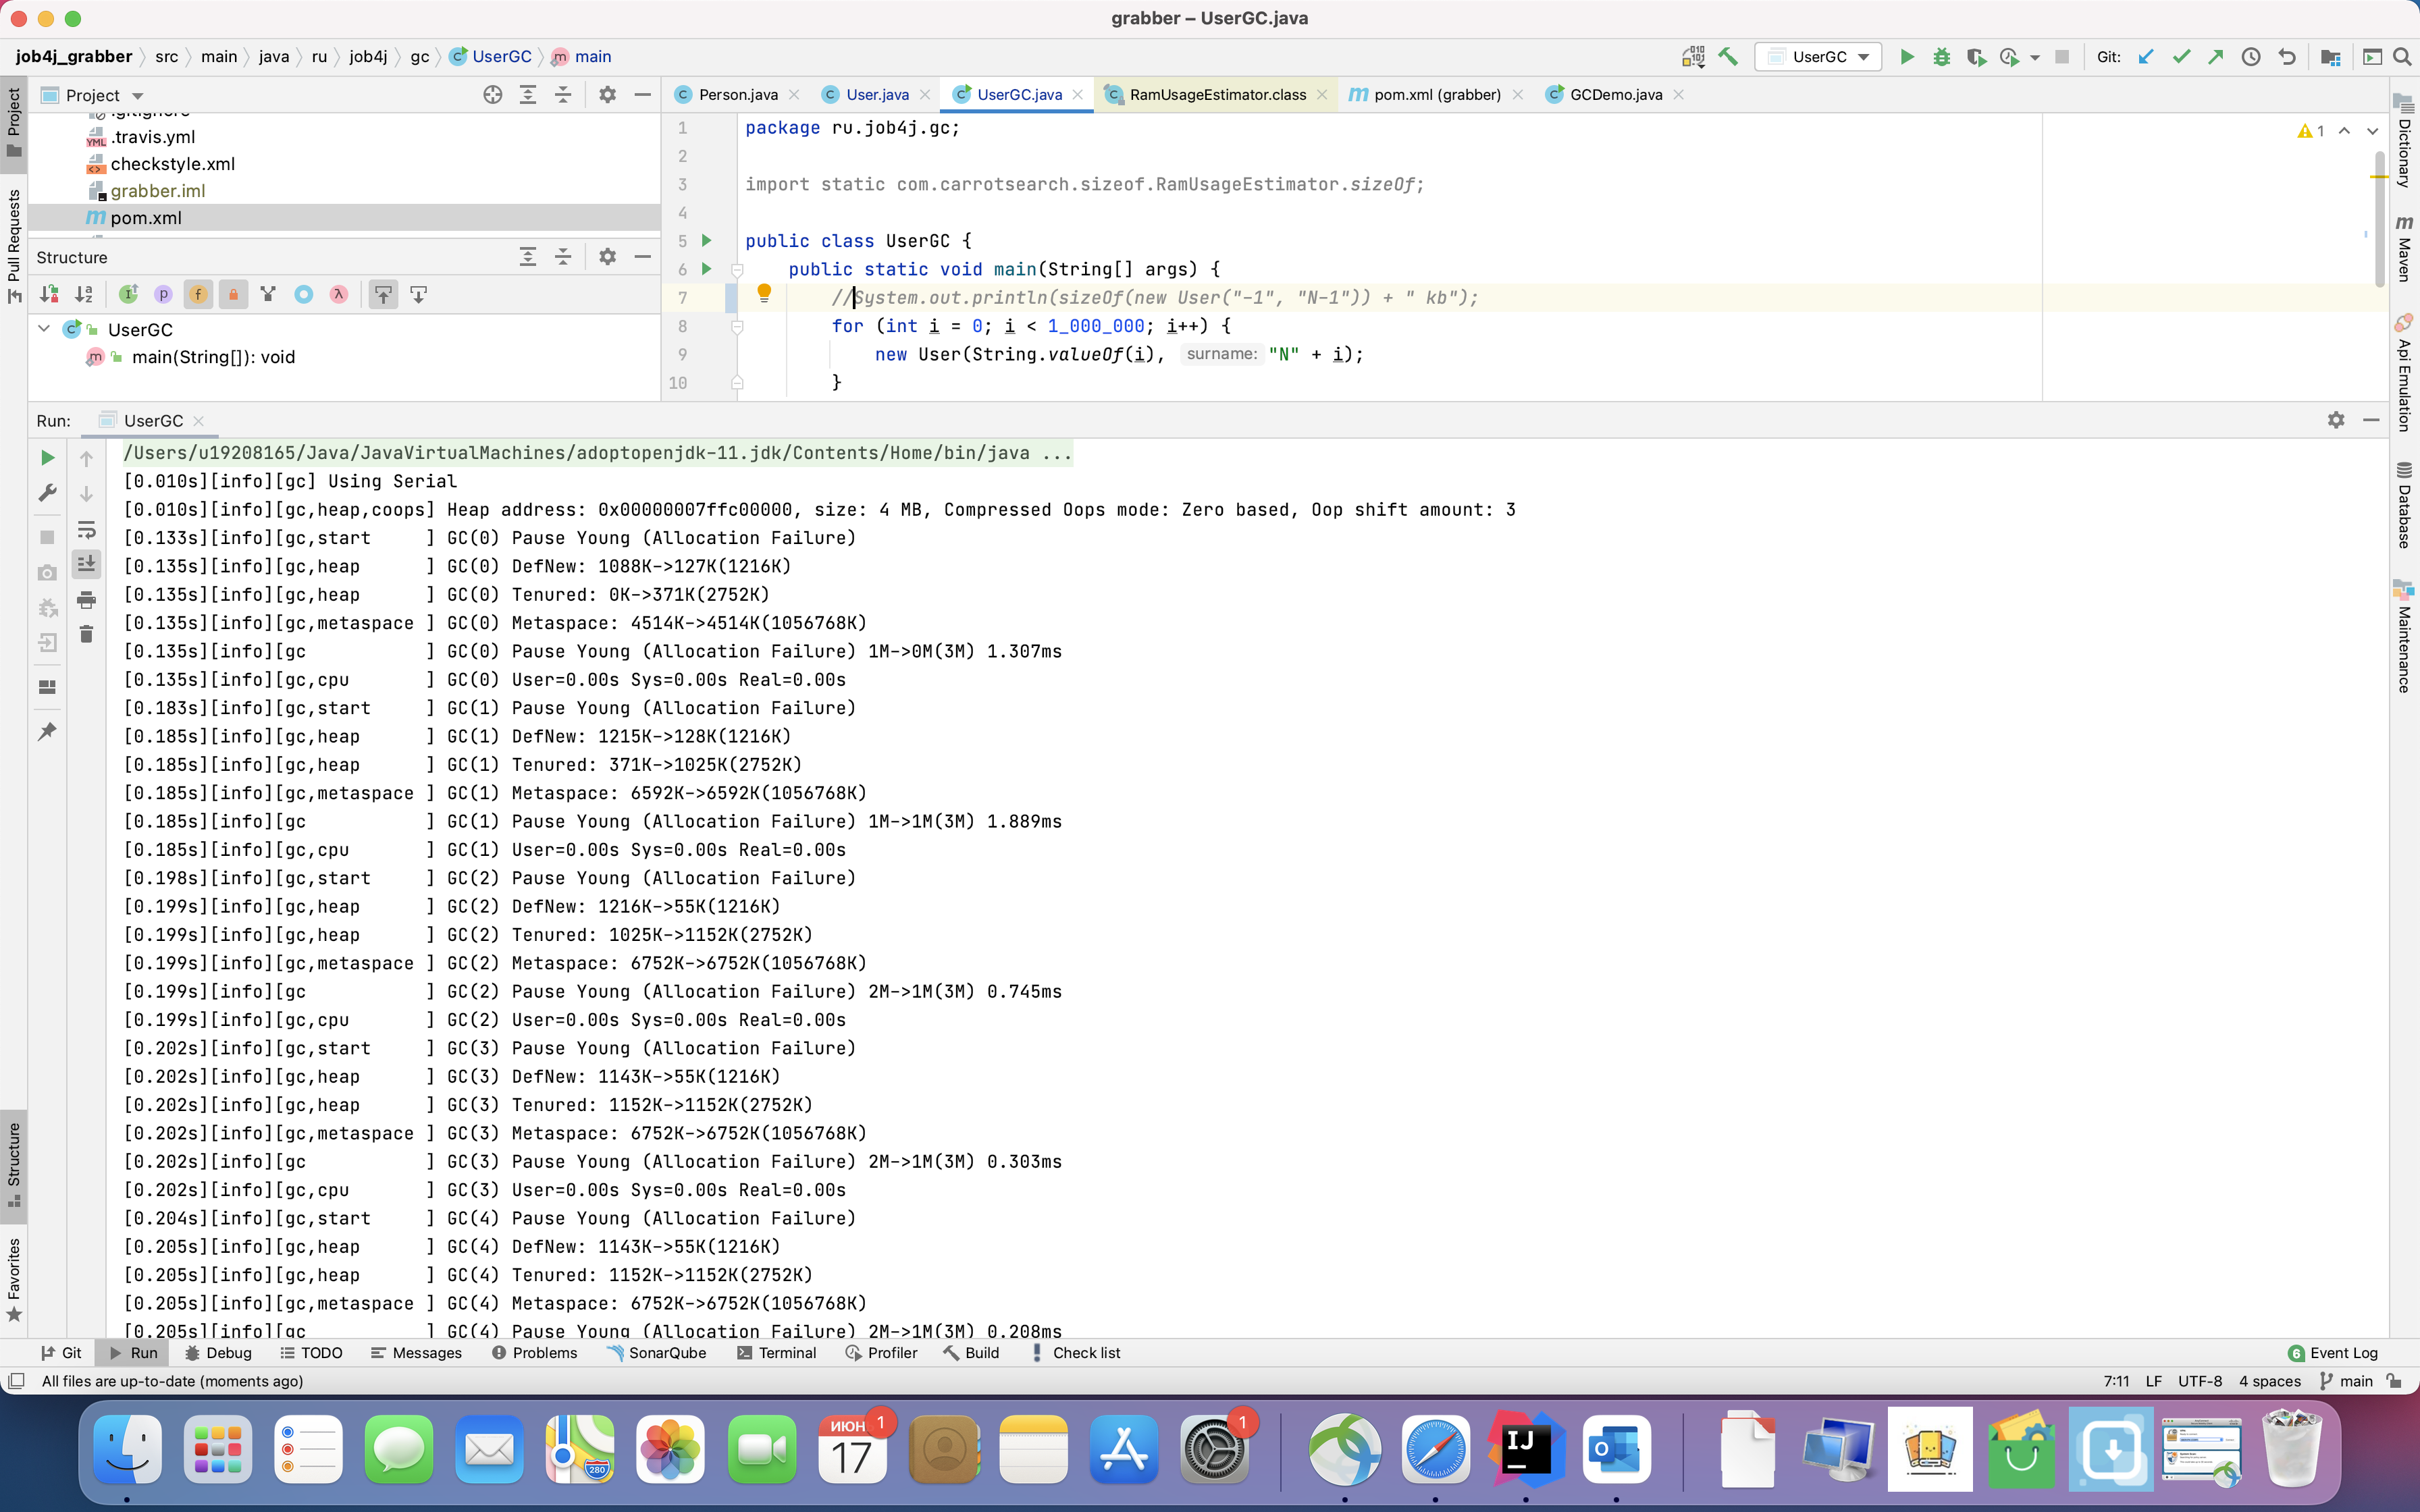 grabber – UserGC.java
job4j_grabber src main java ru job4j gc UserGC main
UserGC Git:
Project
.gitignore
.travis.yml
checkstyle.xml
grabber.iml
pom.xml
Structure
UserGC
main(String[]): void
Person.java User.java UserGC.java RamUsageEstimator.class pom.xml (grabber) GCDemo.java
1 package ru.job4j.gc;
2
3 import static com.carrotsearch.sizeof.RamUsageEstimator.sizeOf;
4
5 public class UserGC {
6 public static void main(String[] args) {
7 //System.out.println(sizeOf(new User("-1", "N-1")) + " kb");
8 for (int i = 0; i < 1_000_000; i++) {
9 new User(String.valueOf(i), surname: "N" + i);
10 }
1
Project
Pull Requests
Structure
Favorites
Dictionary
Maven
Api Emulation
Database
Maintenance
Run: UserGC
/Users/u19208165/Java/JavaVirtualMachines/adoptopenjdk-11.jdk/Contents/Home/bin/java ...
[0.010s][info][gc] Using Serial
[0.010s][info][gc,heap,coops] Heap address: 0x00000007ffc00000, size: 4 MB, Compressed Oops mode: Zero based, Oop shift amount: 3
[0.133s][info][gc,start ] GC(0) Pause Young (Allocation Failure)
[0.135s][info][gc,heap ] GC(0) DefNew: 1088K->127K(1216K)
[0.135s][info][gc,heap ] GC(0) Tenured: 0K->371K(2752K)
[0.135s][info][gc,metaspace ] GC(0) Metaspace: 4514K->4514K(1056768K)
[0.135s][info][gc ] GC(0) Pause Young (Allocation Failure) 1M->0M(3M) 1.307ms
[0.135s][info][gc,cpu ] GC(0) User=0.00s Sys=0.00s Real=0.00s
[0.183s][info][gc,start ] GC(1) Pause Young (Allocation Failure)
[0.185s][info][gc,heap ] GC(1) DefNew: 1215K->128K(1216K)
[0.185s][info][gc,heap ] GC(1) Tenured: 371K->1025K(2752K)
[0.185s][info][gc,metaspace ] GC(1) Metaspace: 6592K->6592K(1056768K)
[0.185s][info][gc ] GC(1) Pause Young (Allocation Failure) 1M->1M(3M) 1.889ms
[0.185s][info][gc,cpu ] GC(1) User=0.00s Sys=0.00s Real=0.00s
[0.198s][info][gc,start ] GC(2) Pause Young (Allocation Failure)
[0.199s][info][gc,heap ] GC(2) DefNew: 1216K->55K(1216K)
[0.199s][info][gc,heap ] GC(2) Tenured: 1025K->1152K(2752K)
[0.199s][info][gc,metaspace ] GC(2) Metaspace: 6752K->6752K(1056768K)
[0.199s][info][gc ] GC(2) Pause Young (Allocation Failure) 2M->1M(3M) 0.745ms
[0.199s][info][gc,cpu ] GC(2) User=0.00s Sys=0.00s Real=0.00s
[0.202s][info][gc,start ] GC(3) Pause Young (Allocation Failure)
[0.202s][info][gc,heap ] GC(3) DefNew: 1143K->55K(1216K)
[0.202s][info][gc,heap ] GC(3) Tenured: 1152K->1152K(2752K)
[0.202s][info][gc,metaspace ] GC(3) Metaspace: 6752K->6752K(1056768K)
[0.202s][info][gc ] GC(3) Pause Young (Allocation Failure) 2M->1M(3M) 0.303ms
[0.202s][info][gc,cpu ] GC(3) User=0.00s Sys=0.00s Real=0.00s
[0.204s][info][gc,start ] GC(4) Pause Young (Allocation Failure)
[0.205s][info][gc,heap ] GC(4) DefNew: 1143K->55K(1216K)
[0.205s][info][gc,heap ] GC(4) Tenured: 1152K->1152K(2752K)
[0.205s][info][gc,metaspace ] GC(4) Metaspace: 6752K->6752K(1056768K)
[0.205s][info][gc ] GC(4) Pause Young (Allocation Failure) 2M->1M(3M) 0.208ms
Git Run Debug TODO Messages Problems SonarQube Terminal Profiler Build Check list 6 Event Log
All files are up-to-date (moments ago) 7:11 LF UTF-8 4 spaces main
280
ИЮН 1
17
1
IJ